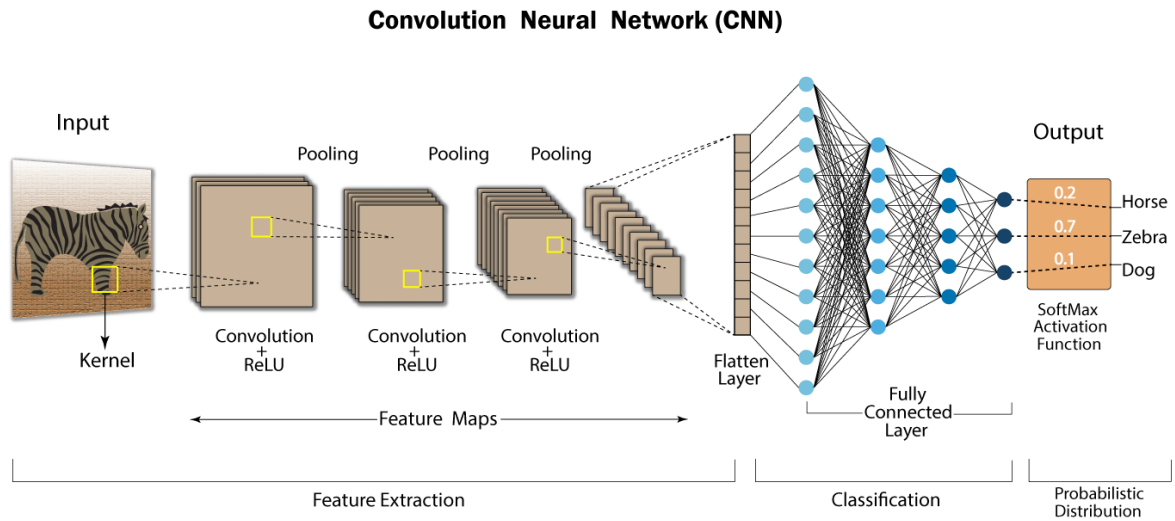 Convolution Neural Network (CNN)
Input
Kernel
Pooling
Pooling
Pooling
Convolution
+
ReLU
Convolution
+
ReLU
Convolution
+
ReLU
Feature Maps
Flatten
Layer
Fully
Connected
Layer
Output
0.2
Horse
0.7
Zebra
0.1
Dog
SoftMax
Activation
Function
Feature Extraction
Classification
Probabilistic
Distribution